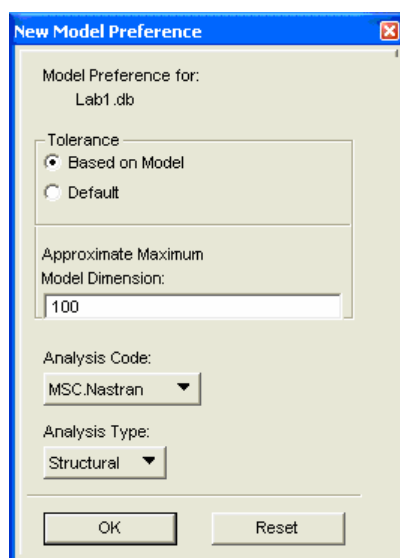 New Model Preference
Model Preference for:
Lab1.db
Tolerance
Based on Model
Default
Approximate Maximum
Model Dimension:
100
Analysis Code:
MSC.Nastran
Analysis Type:
Structural
OK
Reset